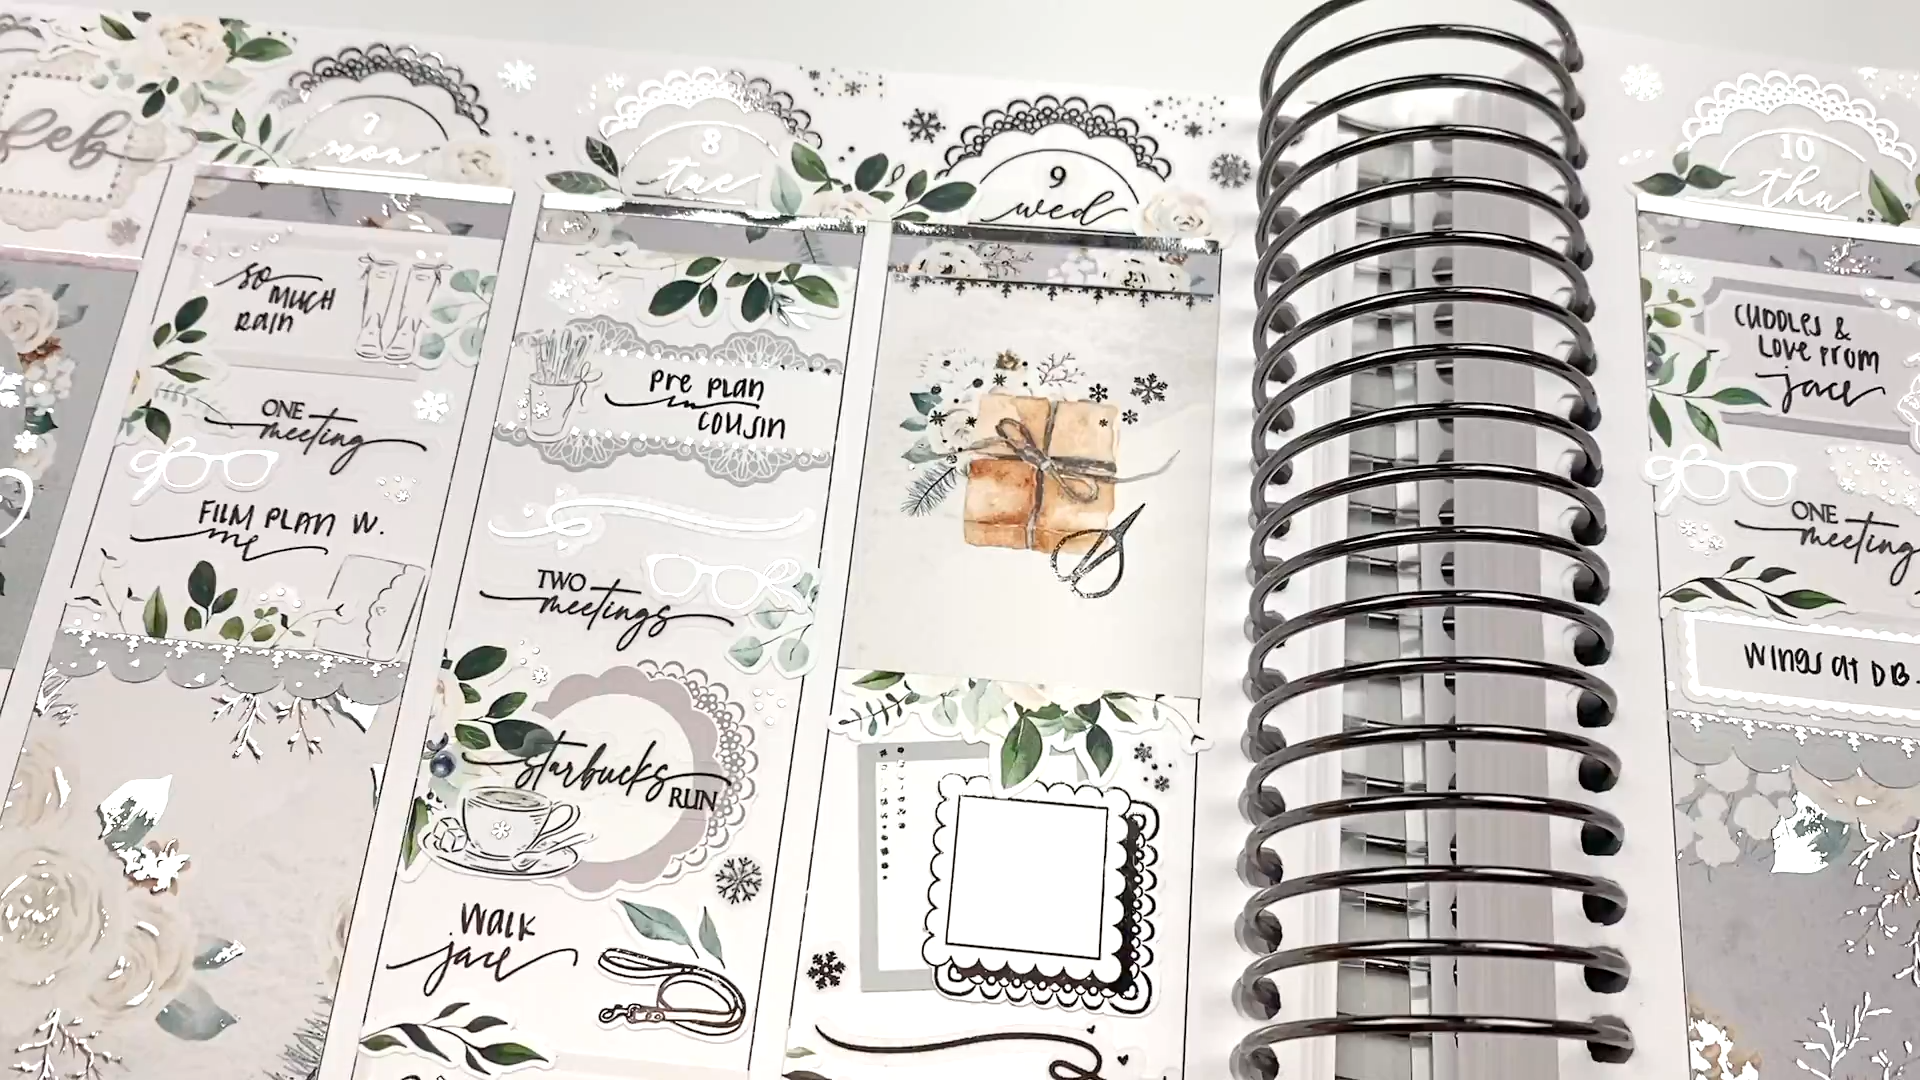 feb
7
mon
so
MUCH
RAIN
ONE
meeting
FILM PLAN W.
me
8
tue
PRE PLAN
w
COUSIN
TWO
meetings
starbucks
RUN
WALK
jace
9
wed
10
thu
CUDDLES &
LOVE FROM
jace
ONE
meeting
WINGS AT DB.